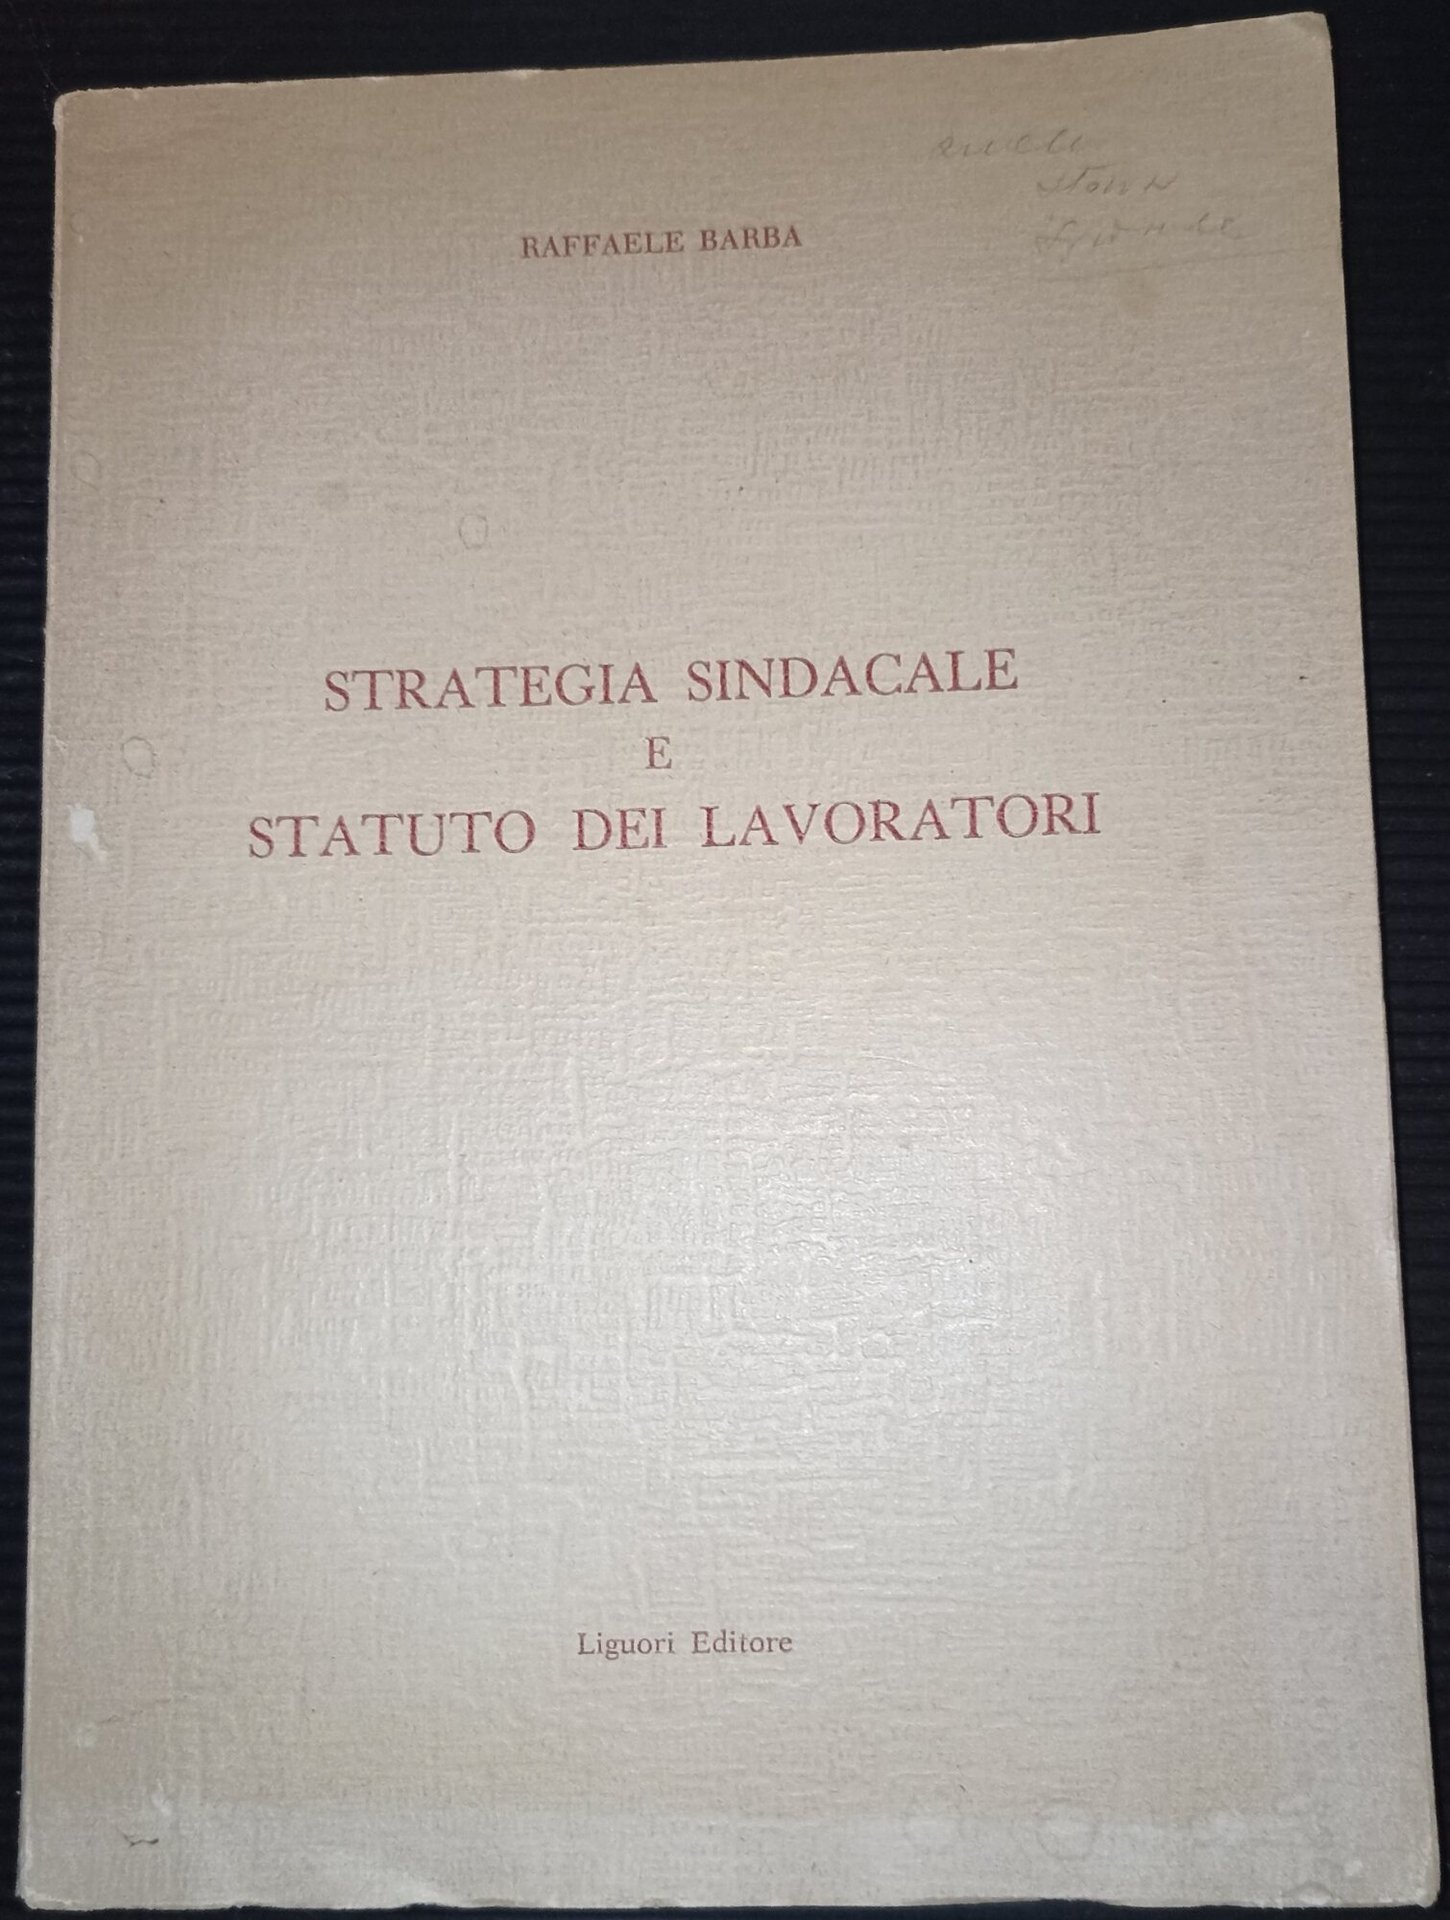 RAFFAELE BARBA
STRATEGIA SINDACALE
E
STATUTO DEI LAVORATORI
Liguori Editore